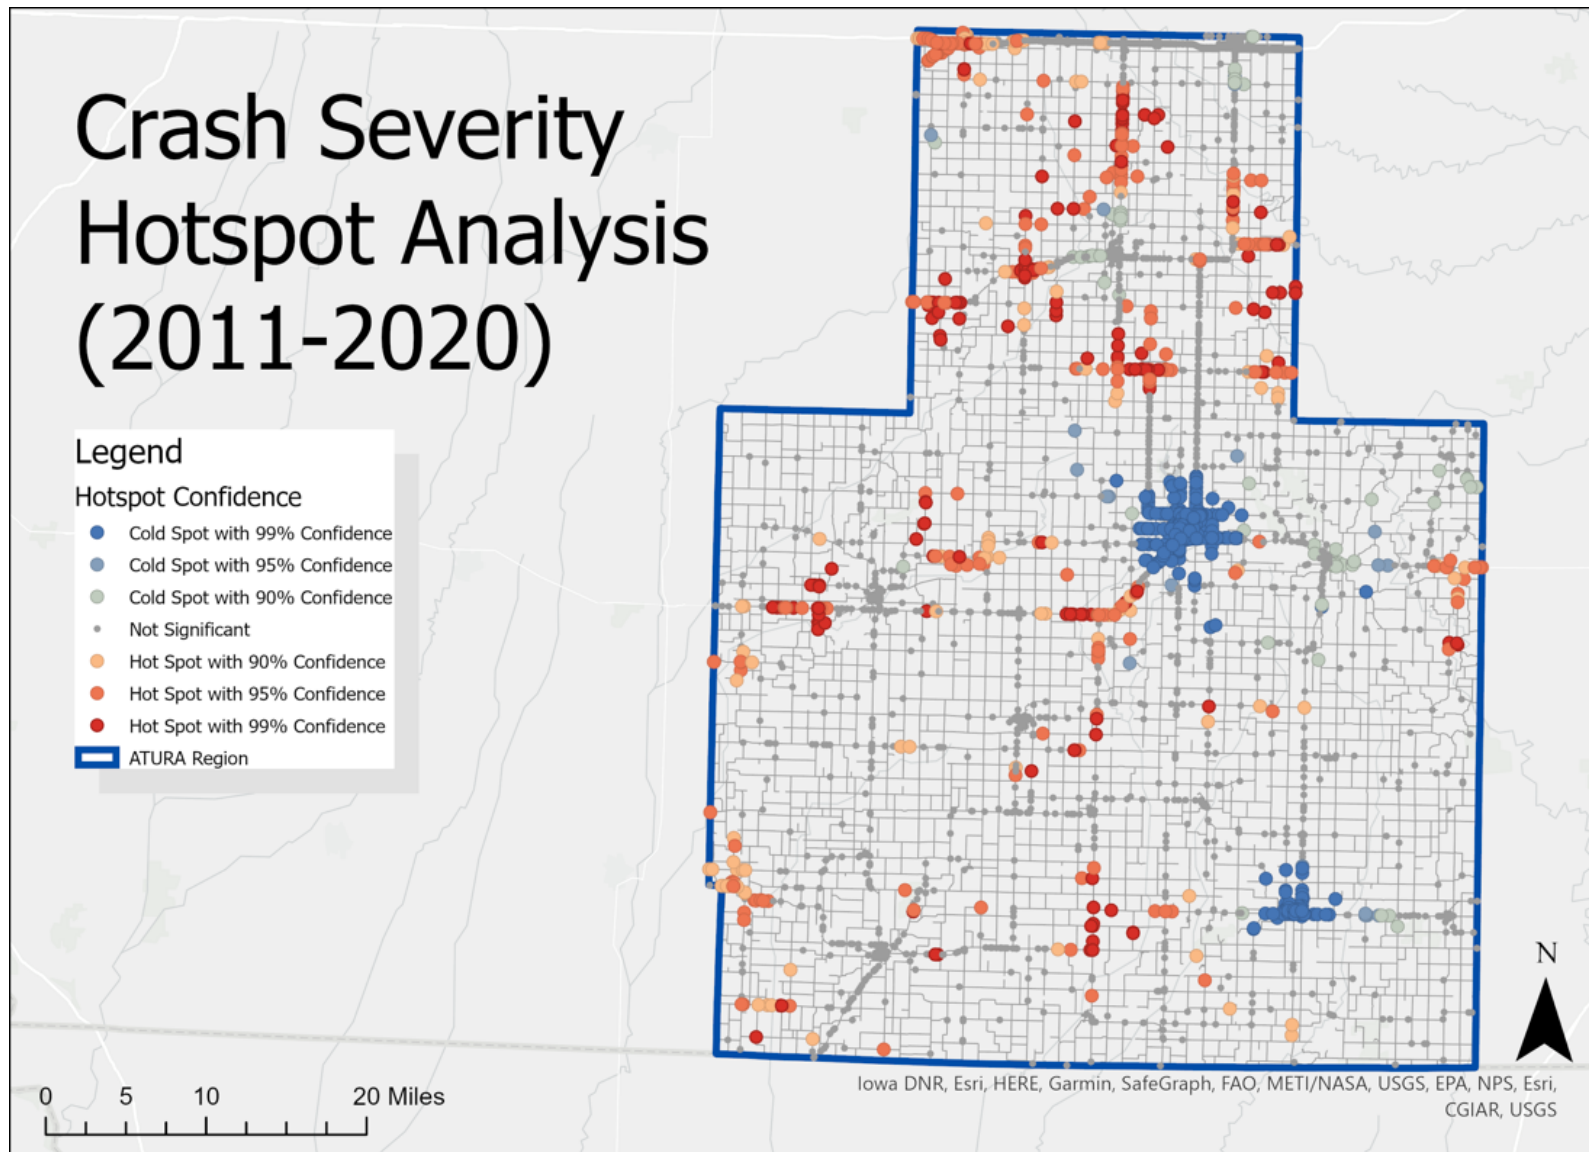 Crash Severity
Hotspot Analysis
(2011-2020)
Legend
Hotspot Confidence
Cold Spot with 99% Confidence
Cold Spot with 95% Confidence
Cold Spot with 90% Confidence
Not Significant
Hot Spot with 90% Confidence
Hot Spot with 95% Confidence
Hot Spot with 99% Confidence
ATURA Region
N
0 5 10 20 Miles
Iowa DNR, Esri, HERE, Garmin, SafeGraph, FAO, METI/NASA, USGS, EPA, NPS, Esri,
CGIAR, USGS